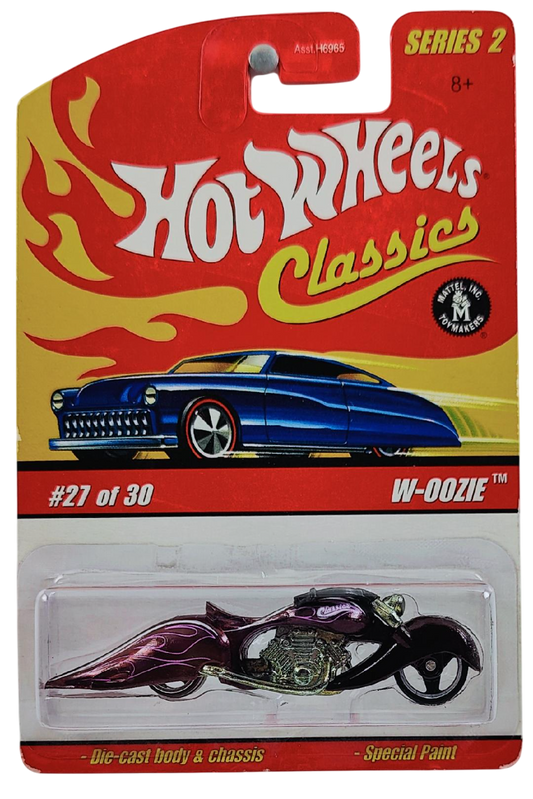 Asst.H6965
SERIES 2
8+
Hot Wheels®
Classics
MATTEL, INC.
M
TOYMAKERS
®
#27 of 30
W-OOZIE™
Classics
- Die-cast body & chassis
- Special Paint